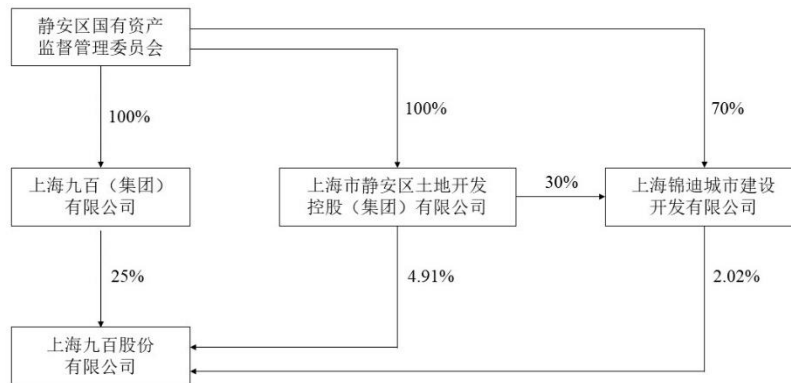 静安区国有资产
监督管理委员会
100%
100%
70%
上海九百（集团）
有限公司
上海市静安区土地开发
控股（集团）有限公司
30%
上海锦迪城市建设
开发有限公司
25%
4.91%
2.02%
上海九百股份
有限公司